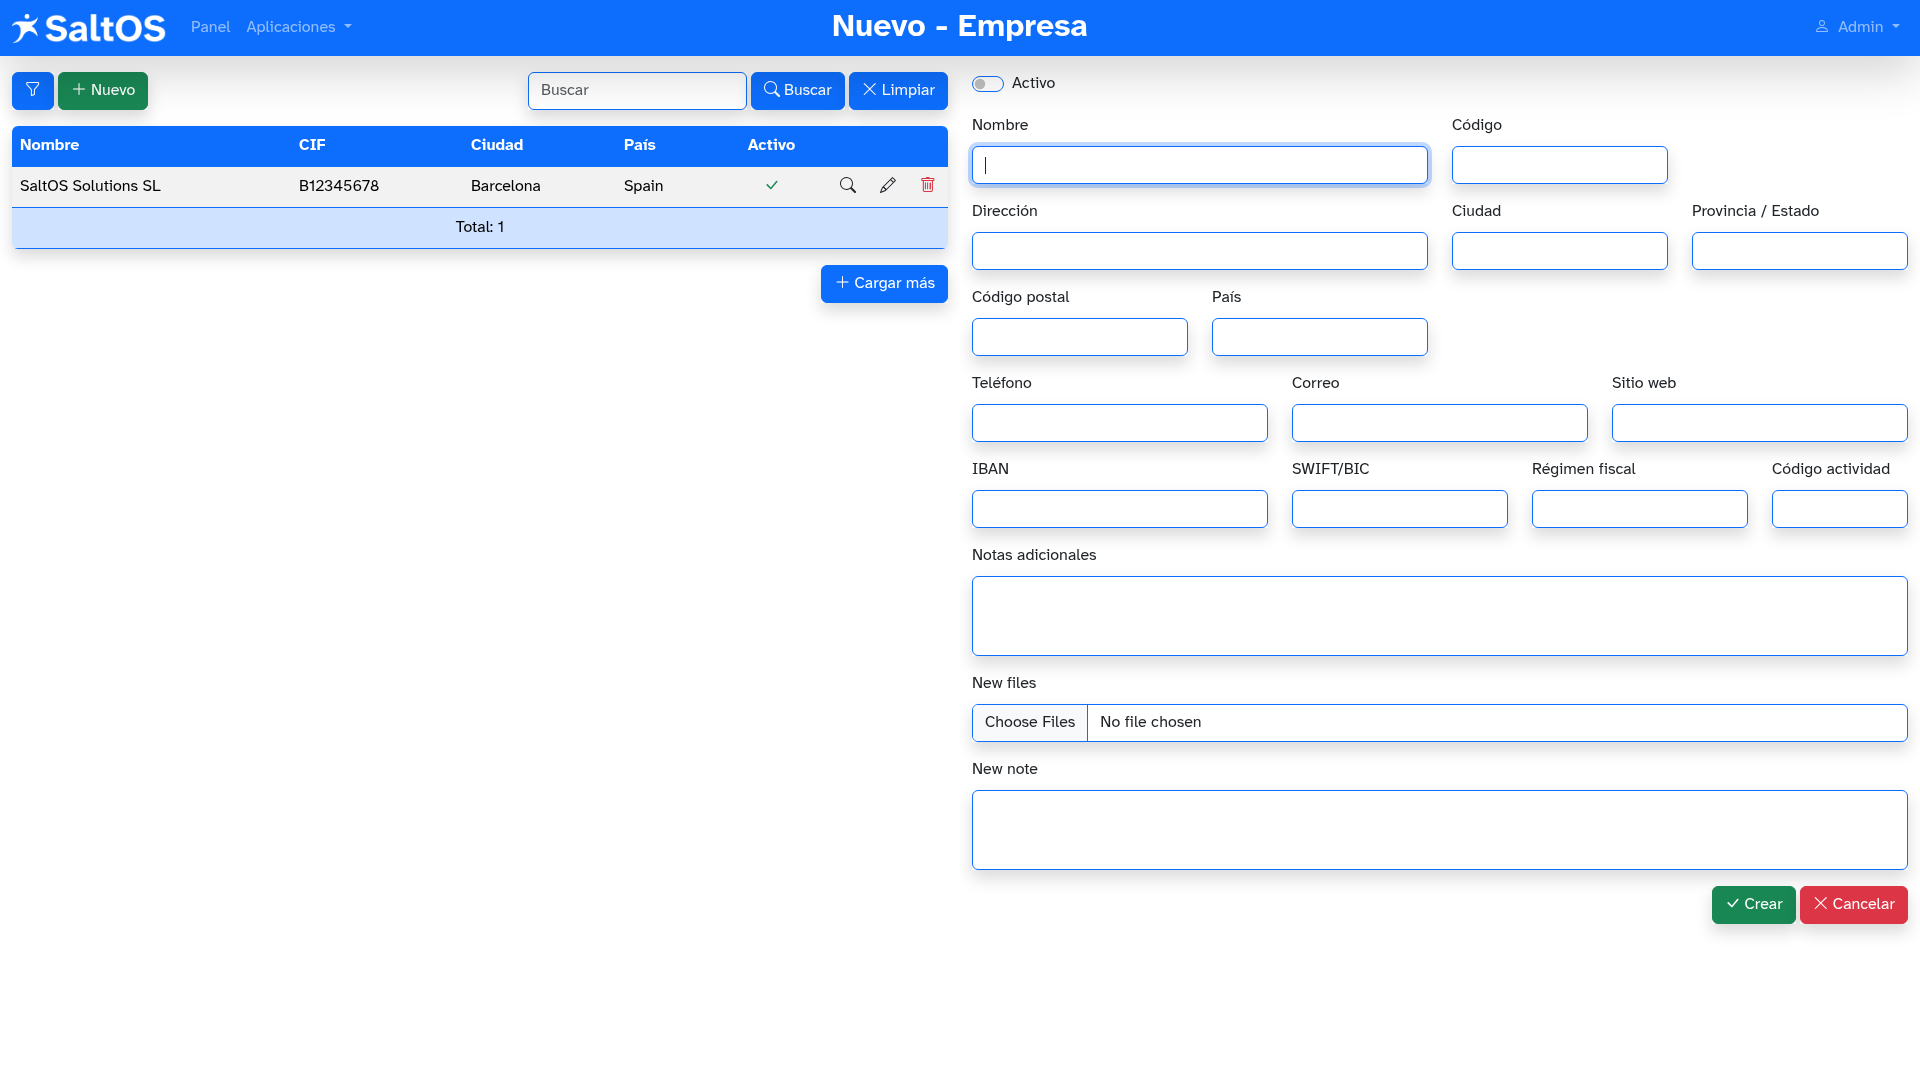 SaltOS Panel Aplicaciones Nuevo - Empresa Admin
Nuevo Buscar Buscar Limpiar
Nombre CIF Ciudad País Activo
SaltOS Solutions SL B12345678 Barcelona Spain
Total: 1
Cargar más
Activo
Nombre Código
Dirección Ciudad Provincia / Estado
Código postal País
Teléfono Correo Sitio web
IBAN SWIFT/BIC Régimen fiscal Código actividad
Notas adicionales
New files
Choose Files No file chosen
New note
Crear Cancelar